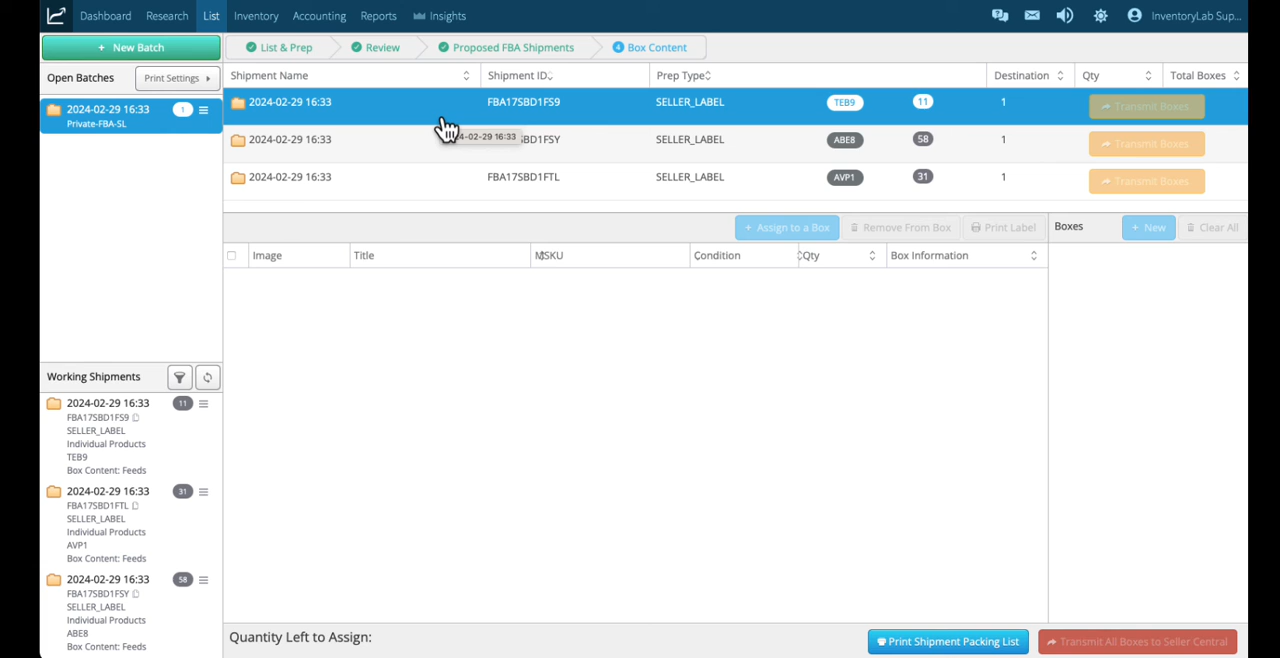 Dashboard Research List Inventory Accounting Reports Insights InventoryLab Sup...
+ New Batch List & Prep Review Proposed FBA Shipments 4 Box Content
Open Batches Print Settings
Shipment Name Shipment ID Prep Type Destination Qty Total Boxes
2024-02-29 16:33 1
Private-FBA-SL
2024-02-29 16:33 FBA17SBD1FS9 SELLER_LABEL TEB9 11 1 Transmit Boxes
2024-02-29 16:33 SBD1FSY SELLER_LABEL ABE8 58 1 Transmit Boxes
4-02-29 16:33
2024-02-29 16:33 FBA17SBD1FTL SELLER_LABEL AVP1 31 1 Transmit Boxes
+ Assign to a Box Remove From Box Print Label Boxes + New Clear All
Image Title MSKU Condition Qty Box Information
Working Shipments
2024-02-29 16:33 11
FBA17SBD1FS9
SELLER_LABEL
Individual Products
TEB9
Box Content: Feeds
2024-02-29 16:33 31
FBA17SBD1FTL
SELLER_LABEL
Individual Products
AVP1
Box Content: Feeds
2024-02-29 16:33 58
FBA17SBD1FSY
SELLER_LABEL
Individual Products
ABE8
Box Content: Feeds
Quantity Left to Assign: Print Shipment Packing List Transmit All Boxes to Seller Central